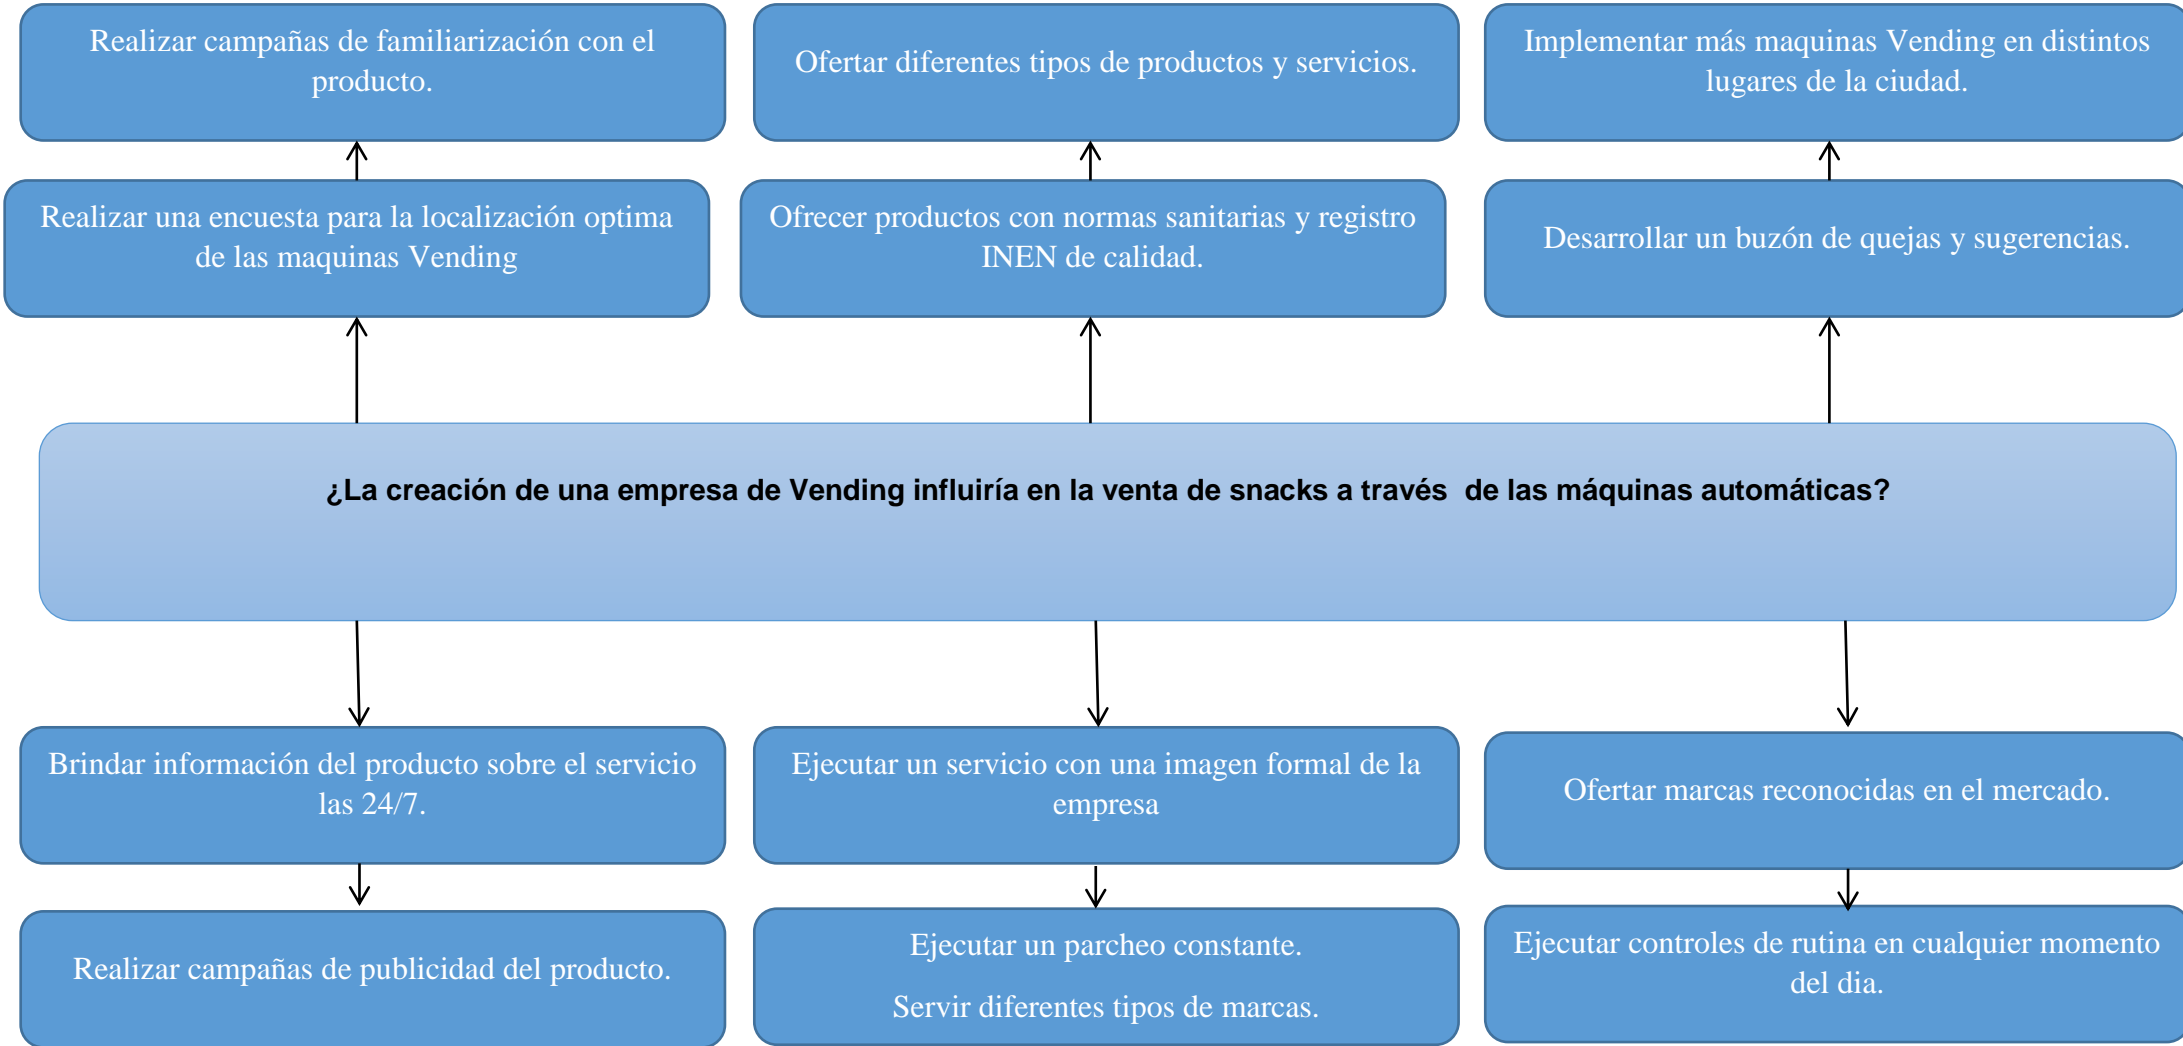 Realizar campañas de familiarización con el
producto.
Ofertar diferentes tipos de productos y servicios.
Implementar más maquinas Vending en distintos
lugares de la ciudad.
Realizar una encuesta para la localización optima
de las maquinas Vending
Ofrecer productos con normas sanitarias y registro
INEN de calidad.
Desarrollar un buzón de quejas y sugerencias.
¿La creación de una empresa de Vending influiría en la venta de snacks a través  de las máquinas automáticas?
Brindar información del producto sobre el servicio
las 24/7.
Ejecutar un servicio con una imagen formal de la
empresa
Ofertar marcas reconocidas en el mercado.
Realizar campañas de publicidad del producto.
Ejecutar un parcheo constante.
Servir diferentes tipos de marcas.
Ejecutar controles de rutina en cualquier momento
del dia.